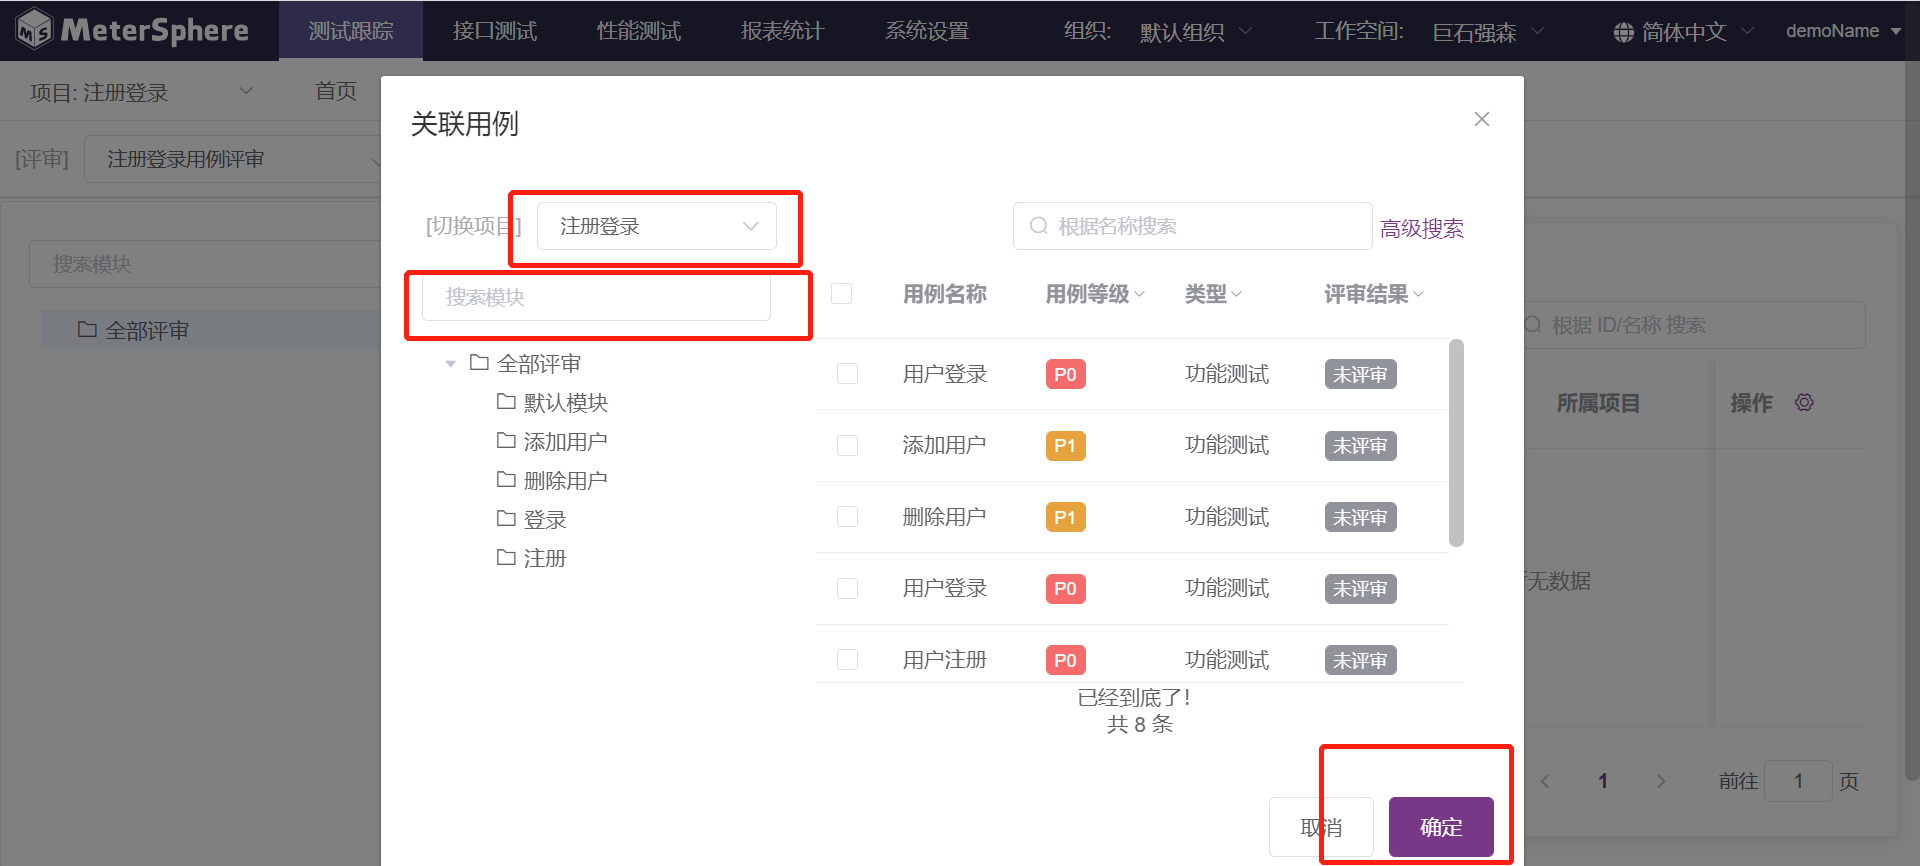 MeterSphere 测试跟踪 接口测试 性能测试 报表统计 系统设置 组织: 默认组织 工作空间: 巨石强森 简体中文 demoName
项目: 注册登录 首页
关联用例
[评审] 注册登录用例评审
[切换项目] 注册登录 根据名称搜索 高级搜索
搜索模块
搜索模块
用例名称 用例等级 类型 评审结果
全部评审
根据 ID/名称 搜索
全部评审
默认模块
添加用户
删除用户
登录
注册
用户登录 P0 功能测试 未评审
添加用户 P1 功能测试 未评审
删除用户 P1 功能测试 未评审
用户登录 P0 功能测试 未评审
用户注册 P0 功能测试 未评审
已经到底了!
共 8 条
所属项目 操作
无数据
1 前往 1 页
取消 确定